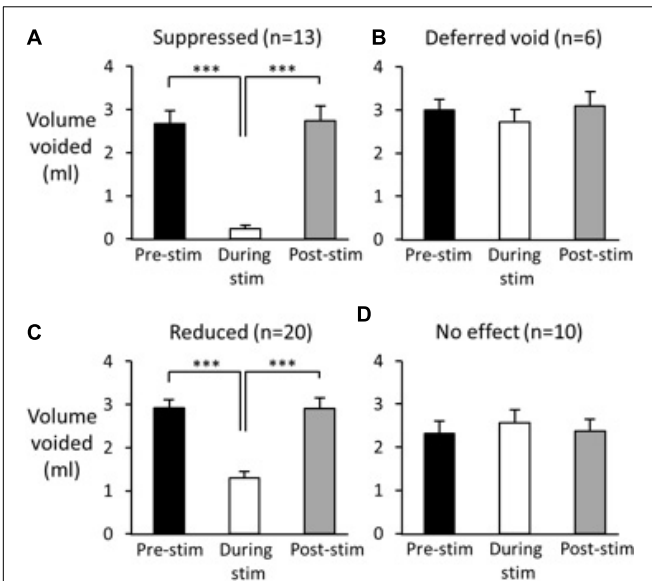 A Suppressed (n=13)
*** ***
Volume
voided
(ml)
4
3
2
1
0
Pre-stim During Post-stim
stim
B Deferred void (n=6)
4
3
2
1
0
Pre-stim During Post-stim
stim
C Reduced (n=20)
*** ***
Volume
voided
(ml)
4
3
2
1
0
Pre-stim During Post-stim
stim
D No effect (n=10)
4
3
2
1
0
Pre-stim During Post-stim
stim